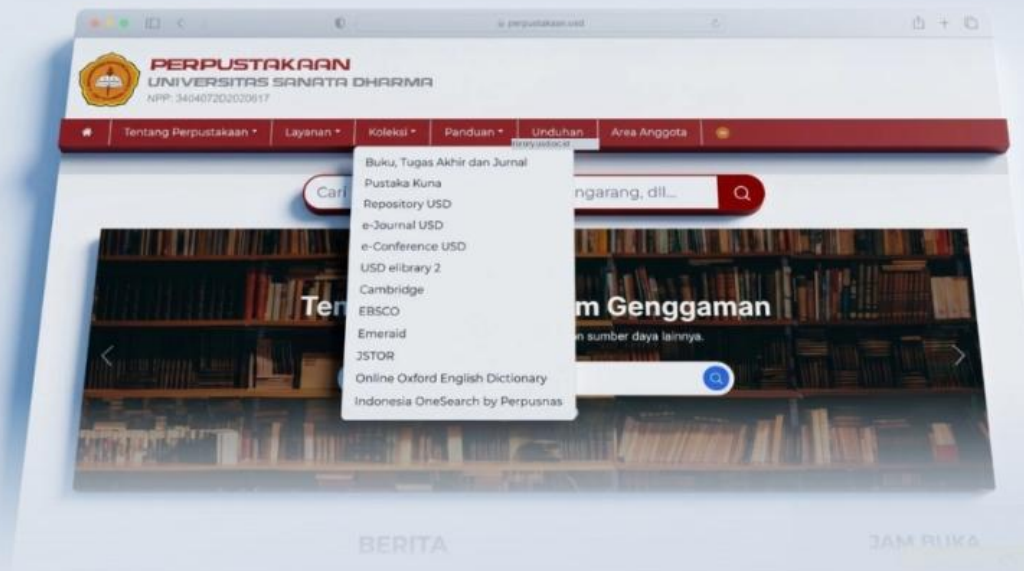 perpustakaan.usd
PERPUSTAKAAN
UNIVERSITAS SANATA DHARMA
NPP: 3404072D2020617
Tentang Perpustakaan
Layanan
Koleksi
Panduan
Unduhan
Area Anggota
Buku, Tugas Akhir dan Jurnal
Pustaka Kuna
Repository USD
e-Journal USD
e-Conference USD
USD elibrary 2
Cambridge
EBSCO
Emerald
JSTOR
Online Oxford English Dictionary
Indonesia OneSearch by Perpusnas
Cari ngarang, dll...
Ten m Genggaman
n sumber daya lainnya.
BERITA
JAM BUKA